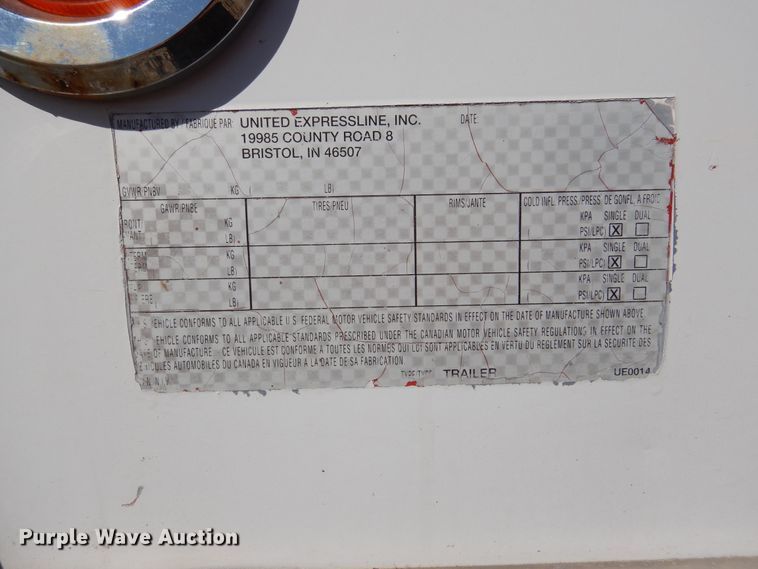 MANUFACTURED BY / FABRIQUE PAR: UNITED EXPRESSLINE, INC. DATE:
19985 COUNTY ROAD 8
BRISTOL, IN 46507
GVWR/PNBV KG ( LB)
GAWR/PNBE TIRES/PNEU RIMS/JANTE COLD INFL. PRESS/PRESS. DE GONFL. A FROID
KG KPA SINGLE DUAL
( LB) PSI(LPC) X
KG KPA SINGLE DUAL
( LB) PSI(LPC) X
KG KPA SINGLE DUAL
( LB) PSI(LPC) X
VEHICLE CONFORMS TO ALL APPLICABLE U.S. FEDERAL MOTOR VEHICLE SAFETY STANDARDS IN EFFECT ON THE DATE OF MANUFACTURE SHOWN ABOVE.
VEHICLE CONFORMS TO ALL APPLICABLE STANDARDS PRESCRIBED UNDER THE CANADIAN MOTOR VEHICLE SAFETY REGULATIONS IN EFFECT ON THE
OF MANUFACTURE. CE VEHICULE EST CONFORME A TOUTES LES NORMES QUI LUI SONT APPLICABLES EN VERTU DU REGLEMENT SUR LA SECURITE DES
AUTOMOBILES DU CANADA EN VIGUEUR A LA DATE DE SA FABRICATION.
TYPE/TYPE: TRAILER UE0014
Purple Wave Auction